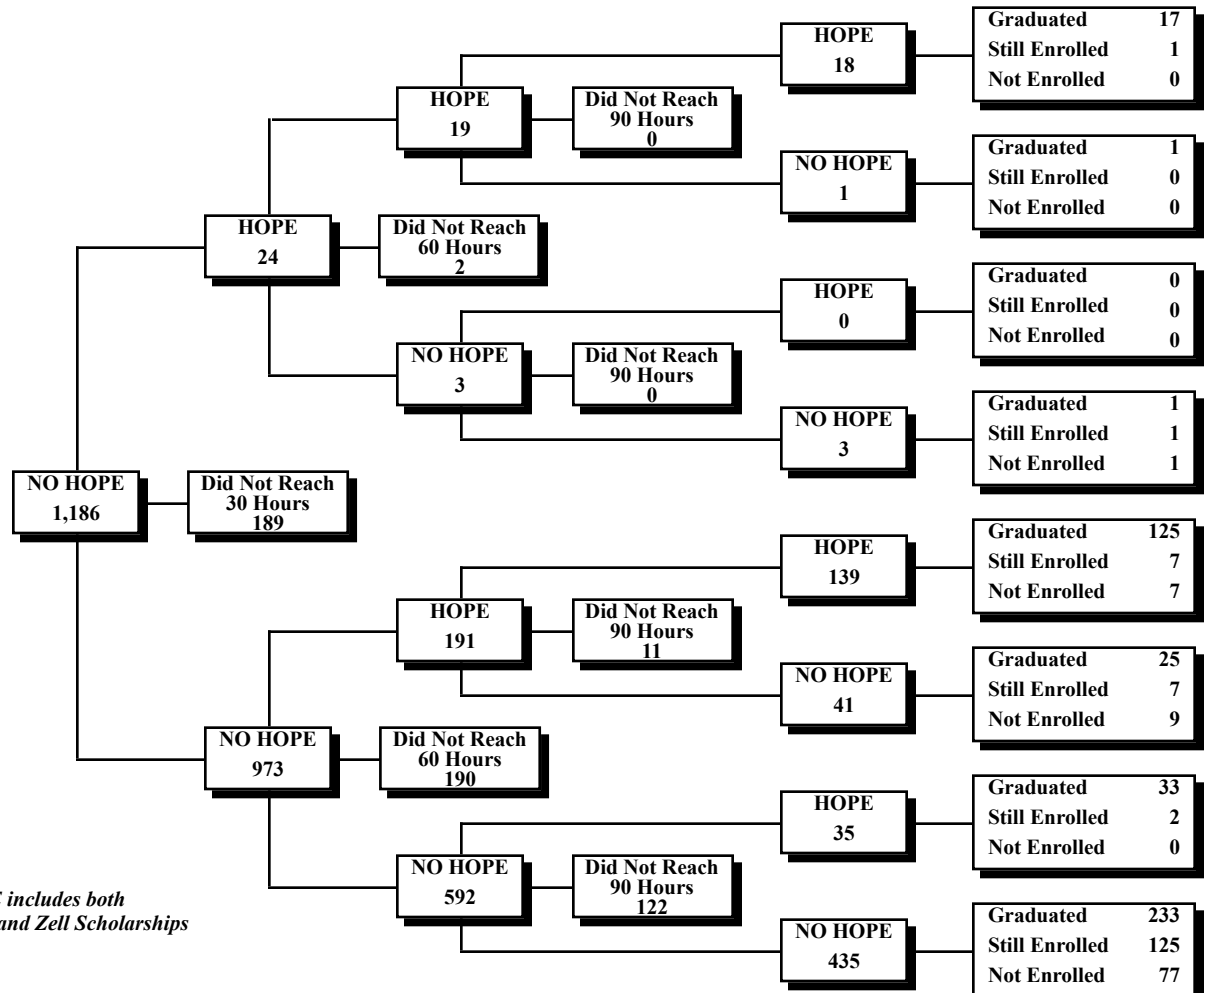 HOPE
18
Graduated 17
Still Enrolled 1
Not Enrolled 0
HOPE
19
Did Not Reach
90 Hours
0
NO HOPE
1
Graduated 1
Still Enrolled 0
Not Enrolled 0
HOPE
24
Did Not Reach
60 Hours
2
HOPE
0
Graduated 0
Still Enrolled 0
Not Enrolled 0
NO HOPE
3
Did Not Reach
90 Hours
0
NO HOPE
3
Graduated 1
Still Enrolled 1
Not Enrolled 1
NO HOPE
1,186
Did Not Reach
30 Hours
189
HOPE
139
Graduated 125
Still Enrolled 7
Not Enrolled 7
HOPE
191
Did Not Reach
90 Hours
11
NO HOPE
41
Graduated 25
Still Enrolled 7
Not Enrolled 9
NO HOPE
973
Did Not Reach
60 Hours
190
HOPE
35
Graduated 33
Still Enrolled 2
Not Enrolled 0
NO HOPE
592
Did Not Reach
90 Hours
122
NO HOPE
435
Graduated 233
Still Enrolled 125
Not Enrolled 77
includes both
and Zell Scholarships